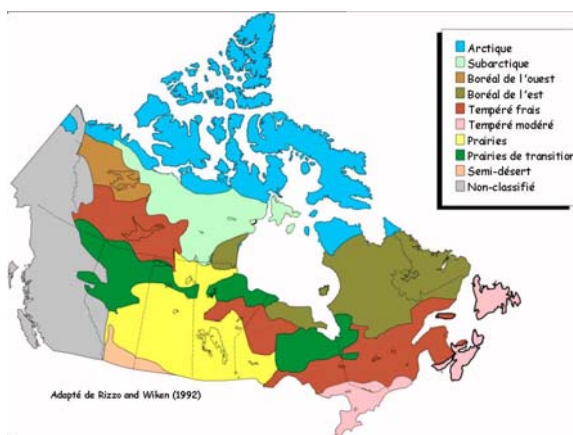 Arctique
Subarctique
Boréal de l'ouest
Boréal de l'est
Tempéré frais
Tempéré modéré
Prairies
Prairies de transition
Semi-désert
Non-classifié
Adapté de Rizzo and Wiken (1992)